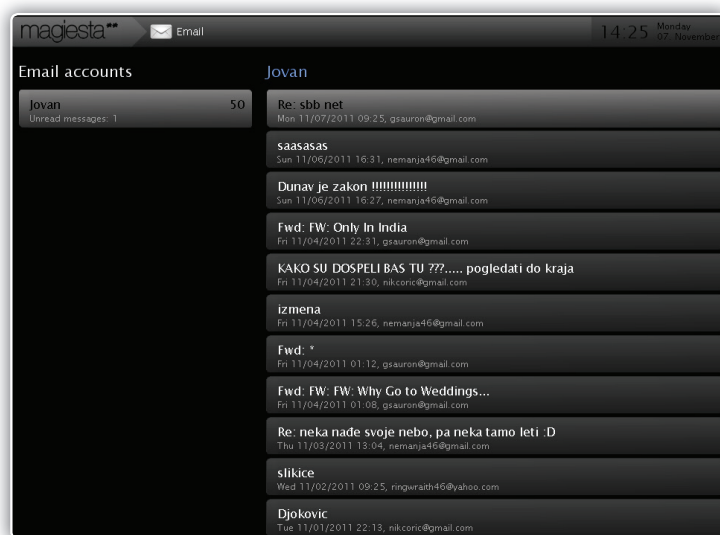 magiesta
Email
14:25
Monday
07. November
Email accounts
Jovan
50
Unread messages: 1
Jovan
Re: sbb net
Mon 11/07/2011 09:25, gsauron@gmail.com
saasasas
Sun 11/06/2011 16:31, nemanja46@gmail.com
Dunav je zakon !!!!!!!!!!!!!!!
Sun 11/06/2011 16:27, nemanja46@gmail.com
Fwd: FW: Only In India
Fri 11/04/2011 22:31, gsauron@gmail.com
KAKO SU DOSPELI BAS TU ???..... pogledati do kraja
Fri 11/04/2011 21:30, nikcoric@gmail.com
izmena
Fri 11/04/2011 15:26, nemanja46@gmail.com
Fwd: *
Fri 11/04/2011 01:12, gsauron@gmail.com
Fwd: FW: FW: Why Go to Weddings...
Fri 11/04/2011 01:08, gsauron@gmail.com
Re: neka nađe svoje nebo, pa neka tamo leti :D
Thu 11/03/2011 13:04, nemanja46@gmail.com
slikice
Wed 11/02/2011 09:25, ringwraith46@yahoo.com
Djokovic
Tue 11/01/2011 22:13, nikcoric@gmail.com